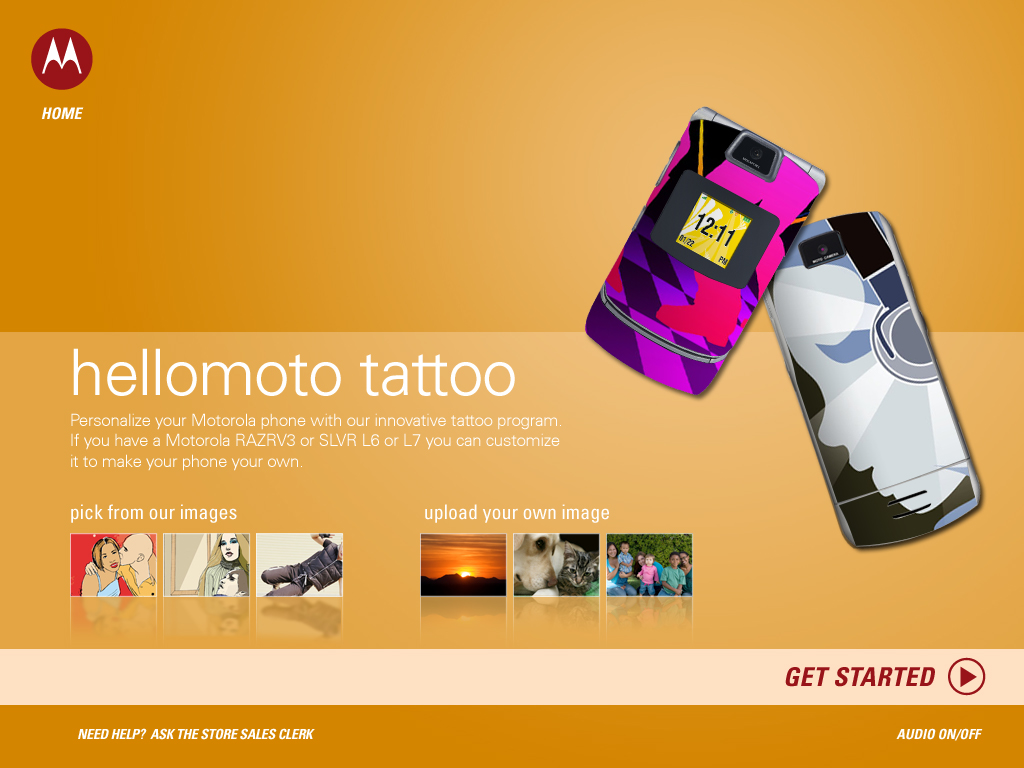 HOME
12:11
01/22
PM
hellomoto tattoo
Personalize your Motorola phone with our innovative tattoo program.
If you have a Motorola RAZRV3 or SLVR L6 or L7 you can customize
it to make your phone your own.
pick from our images
upload your own image
GET STARTED
NEED HELP? ASK THE STORE SALES CLERK
AUDIO ON/OFF